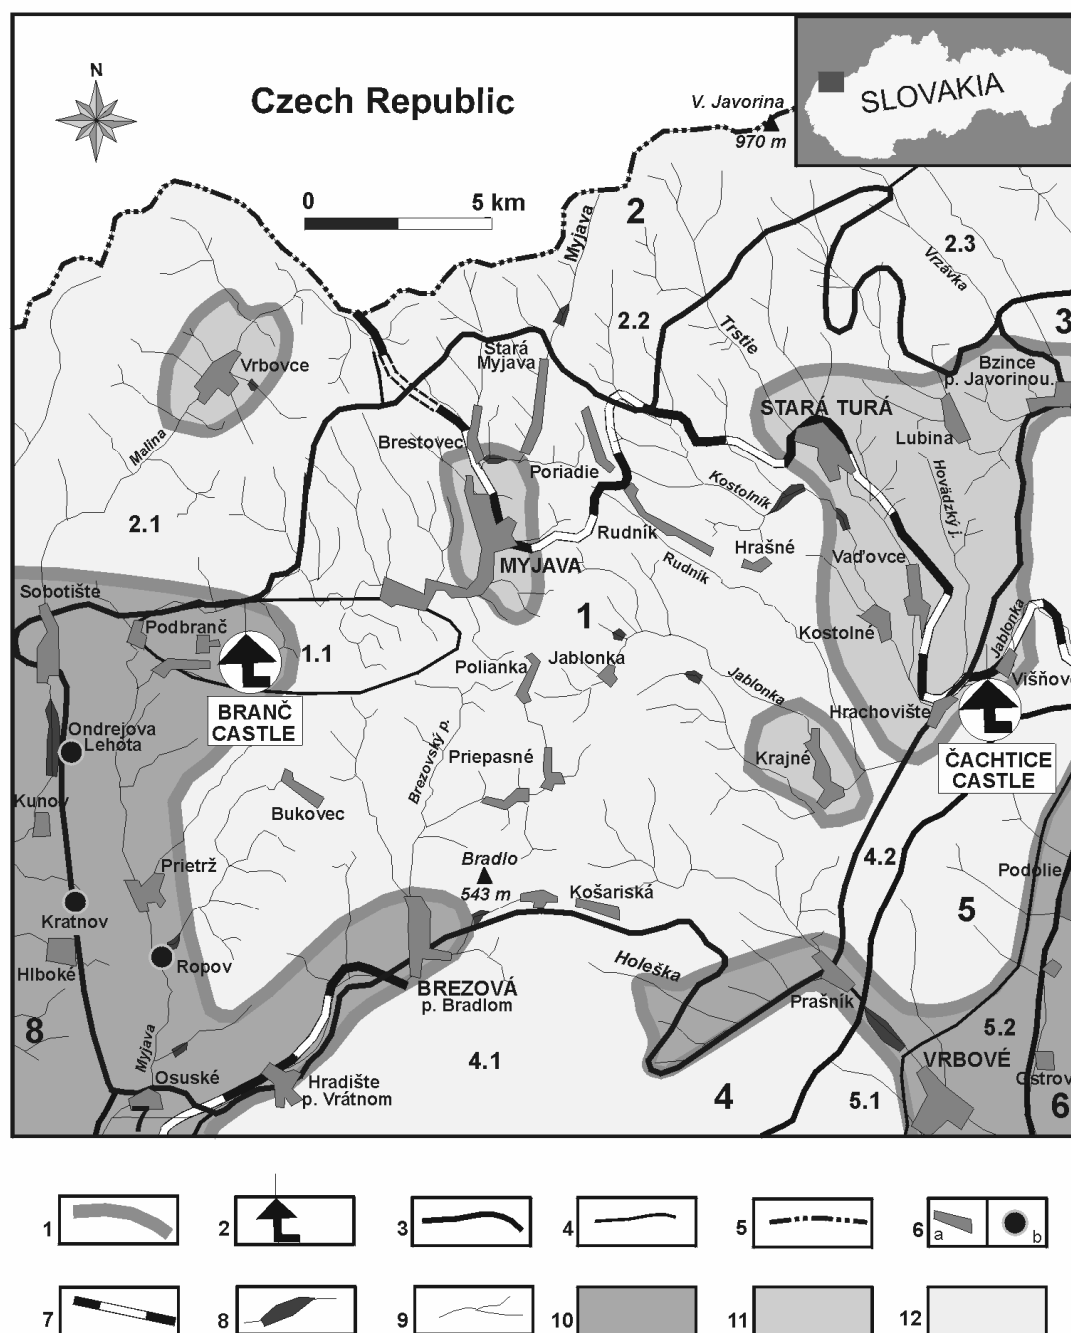 N
Czech Republic
V. Javorina
970 m
SLOVAKIA
0 5 km
Myjava
2
2.3
Vrzávka
2.2
Trstie
3
Stará
Myjava
Bzince
p. Javorinou.
Vrbovce
STARÁ TURÁ
Malina
Brestovec
Lubina
Poriadie
Kostolník
Hovädzký j.
2.1
Rudník
Hrašné
Vaďovce
MYJAVA
Rudník
Sobotište
1
Podbranč
Kostolné
Jablonka
1.1
Polianka
Jablonka
Jablonka
Višňové
BRANČ
CASTLE
Hrachovište
Ondrejova
Lehota
Brezovský p.
Priepasné
Krajné
ČACHTICE
CASTLE
Kunov
Bukovec
4.2
Prietrž
Bradlo
543 m
Košariská
Podolie
5
Kratnov
Hlboké
Ropov
Holeška
BREZOVÁ
p. Bradlom
Prašník
8
Myjava
5.2
VRBOVÉ
4.1
Osuské
Hradište
p. Vrátnom
Ostrov
7
4
5.1
6
1
2
3
4
5
6
a
b
7
8
9
10
11
12